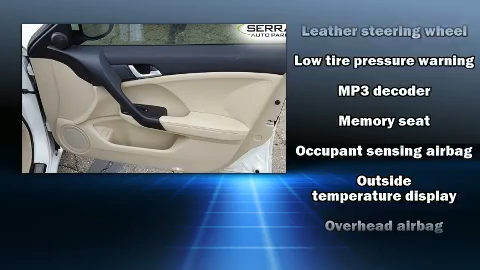 SERRA
AUTO PAR
Leather steering wheel
Low tire pressure warning
MP3 decoder
Memory seat
Occupant sensing airbag
Outside
temperature display
Overhead airbag